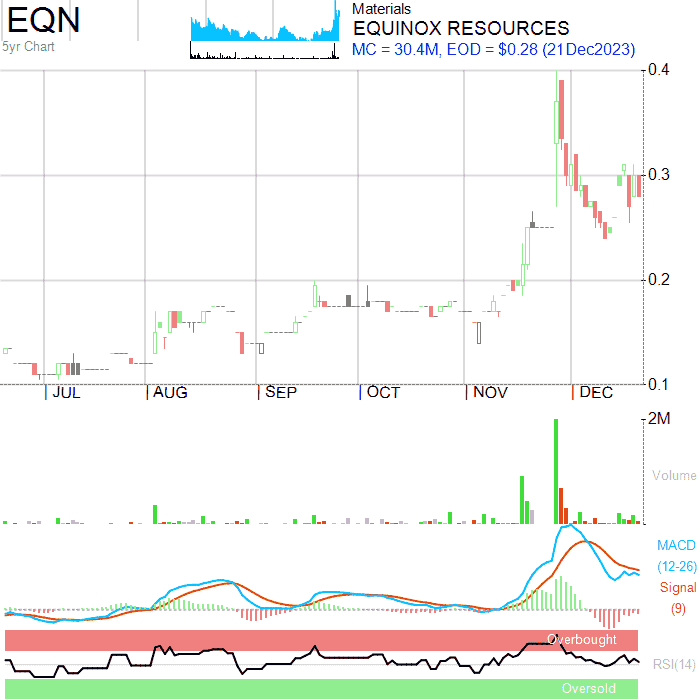 EQN
5yr Chart
Materials
EQUINOX RESOURCES
MC = 30.4M, EOD = $0.28 (21Dec2023)
0.4
0.3
0.2
0.1
JUL AUG SEP OCT NOV DEC
2M
Volume
MACD
(12-26)
Signal
(9)
Overbought
RSI(14)
Oversold